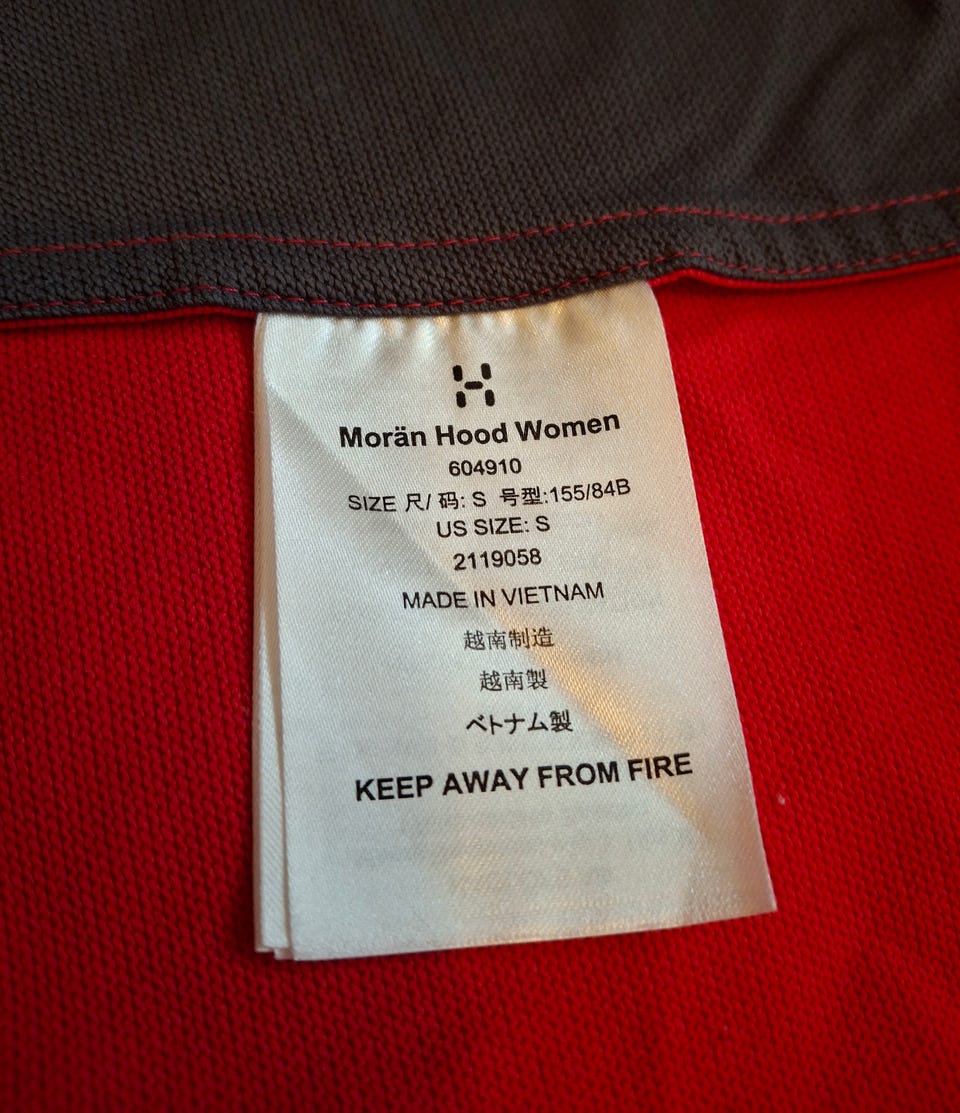 Morän Hood Women
604910
SIZE 尺/ 码: S 号型:155/84B
US SIZE: S
2119058
MADE IN VIETNAM
越南制造
越南製
ベトナム製
KEEP AWAY FROM FIRE